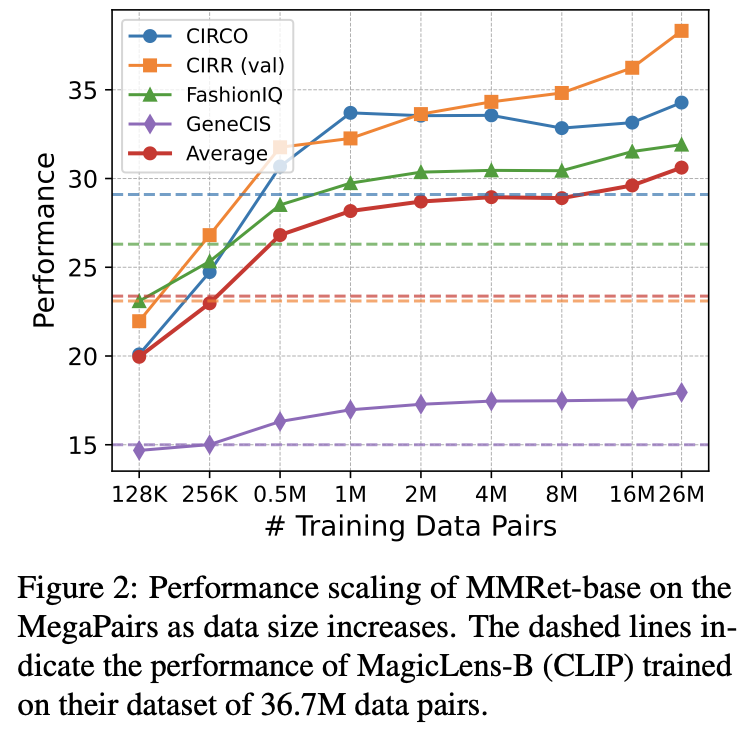 CIRCO
CIRR (val)
FashionIQ
GeneCIS
Average
Performance
35
30
25
20
15
128K 256K 0.5M 1M 2M 4M 8M 16M 26M
# Training Data Pairs
Figure 2: Performance scaling of MMRet-base on the
MegaPairs as data size increases. The dashed lines in-
dicate the performance of MagicLens-B (CLIP) trained
on their dataset of 36.7M data pairs.